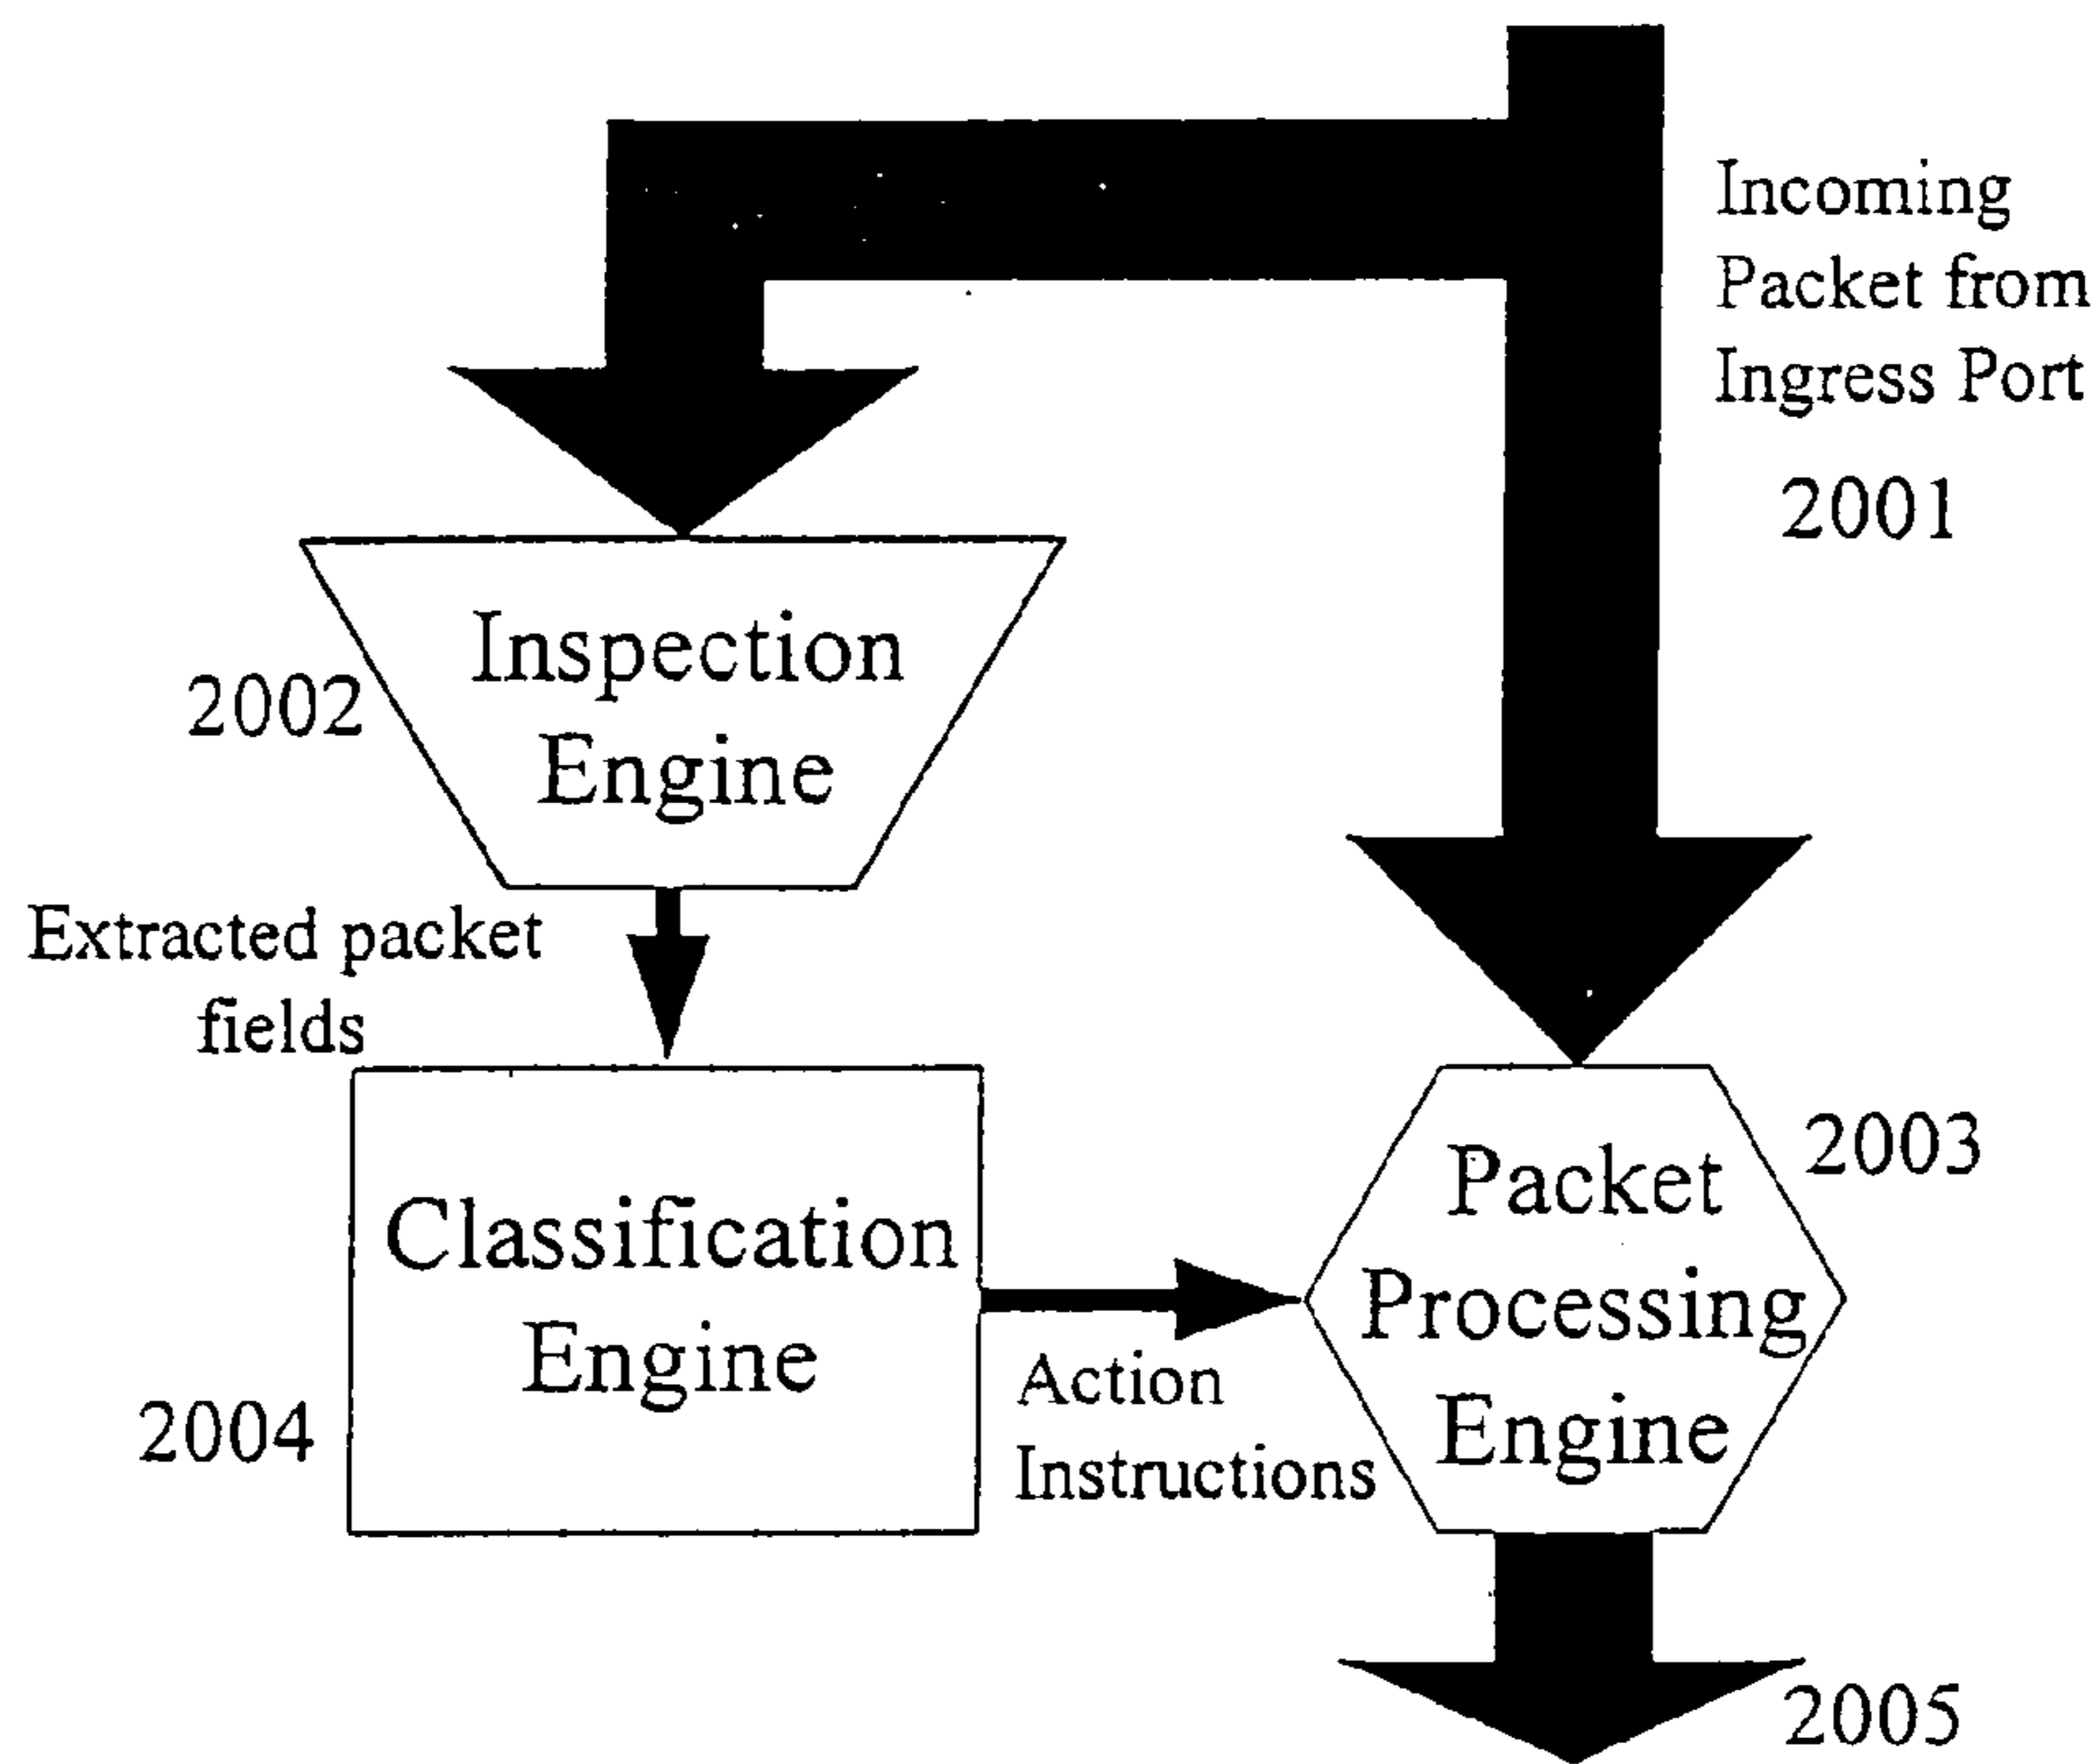 Incoming
Packet from
Ingress Port
2001
Inspection
Engine
2002
Extracted packet
fields
Classification
Engine
2004
Action
Instructions
Packet
Processing
Engine
2003
2005